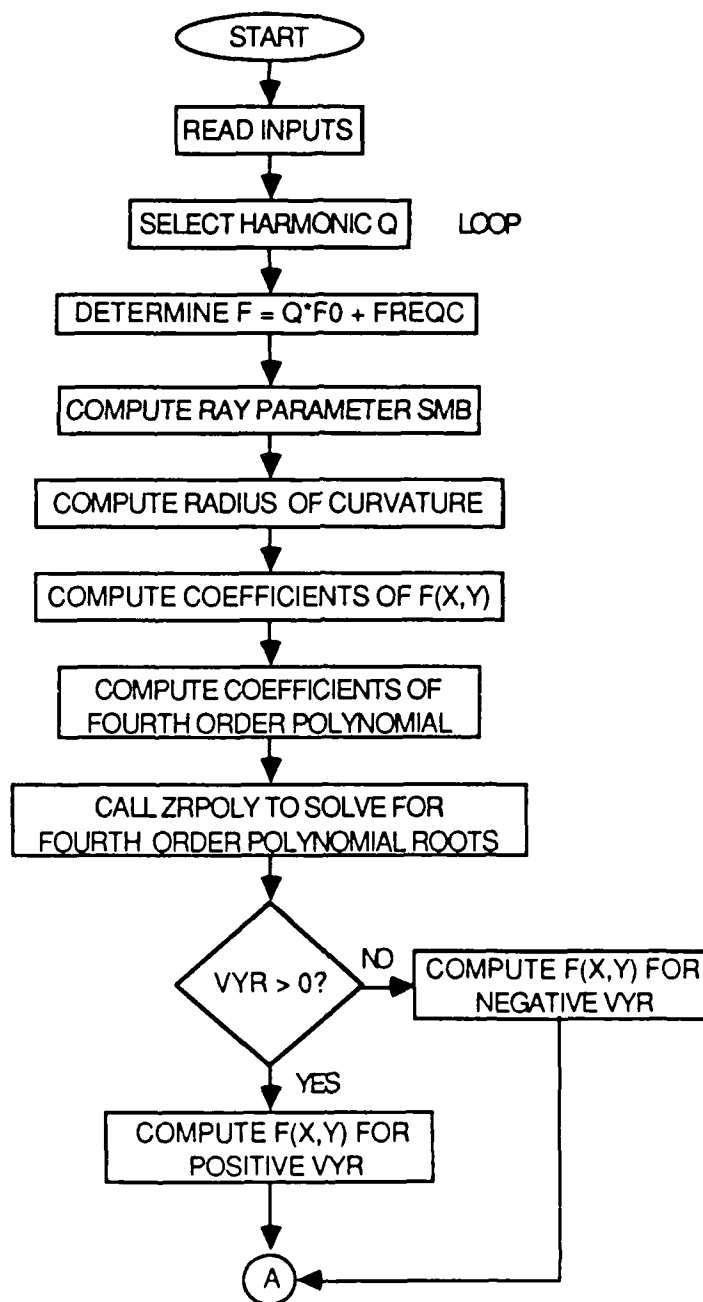 START
READ INPUTS
SELECT HARMONIC Q LOOP
DETERMINE F = Q*F0 + FREQC
COMPUTE RAY PARAMETER SMB
COMPUTE RADIUS OF CURVATURE
COMPUTE COEFFICIENTS OF F(X,Y)
COMPUTE COEFFICIENTS OF
FOURTH ORDER POLYNOMIAL
CALL ZRPOLY TO SOLVE FOR
FOURTH ORDER POLYNOMIAL ROOTS
VYR > 0?
NO
COMPUTE F(X,Y) FOR
NEGATIVE VYR
YES
COMPUTE F(X,Y) FOR
POSITIVE VYR
A